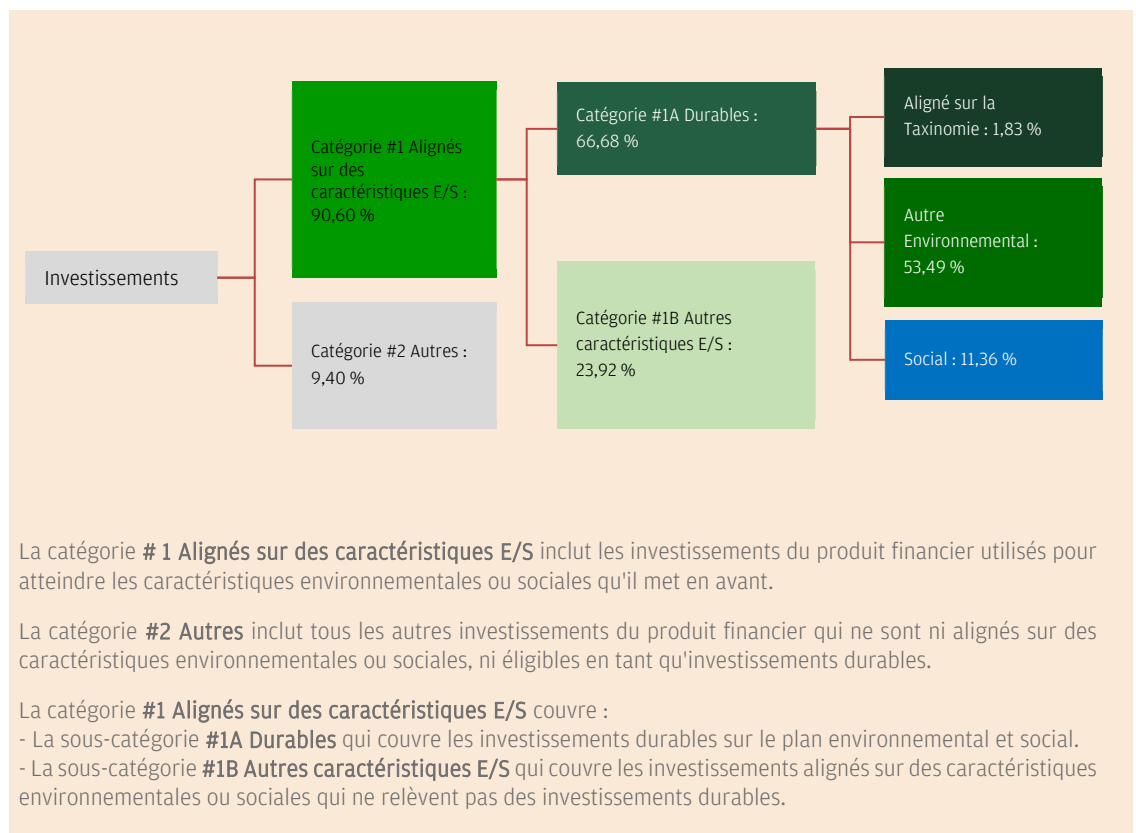 Investissements
Catégorie #1 Alignés
sur des
caractéristiques E/S :
90,60 %
Catégorie #2 Autres :
9,40 %
Catégorie #1A Durables :
66,68 %
Catégorie #1B Autres
caractéristiques E/S :
23,92 %
Aligné sur la
Taxinomie : 1,83 %
Autre
Environnemental :
53,49 %
Social : 11,36 %
La catégorie # 1 Alignés sur des caractéristiques E/S inclut les investissements du produit financier utilisés pour
atteindre les caractéristiques environnementales ou sociales qu'il met en avant.
La catégorie #2 Autres inclut tous les autres investissements du produit financier qui ne sont ni alignés sur des
caractéristiques environnementales ou sociales, ni éligibles en tant qu'investissements durables.
La catégorie #1 Alignés sur des caractéristiques E/S couvre :
- La sous-catégorie #1A Durables qui couvre les investissements durables sur le plan environnemental et social.
- La sous-catégorie #1B Autres caractéristiques E/S qui couvre les investissements alignés sur des caractéristiques
environnementales ou sociales qui ne relèvent pas des investissements durables.